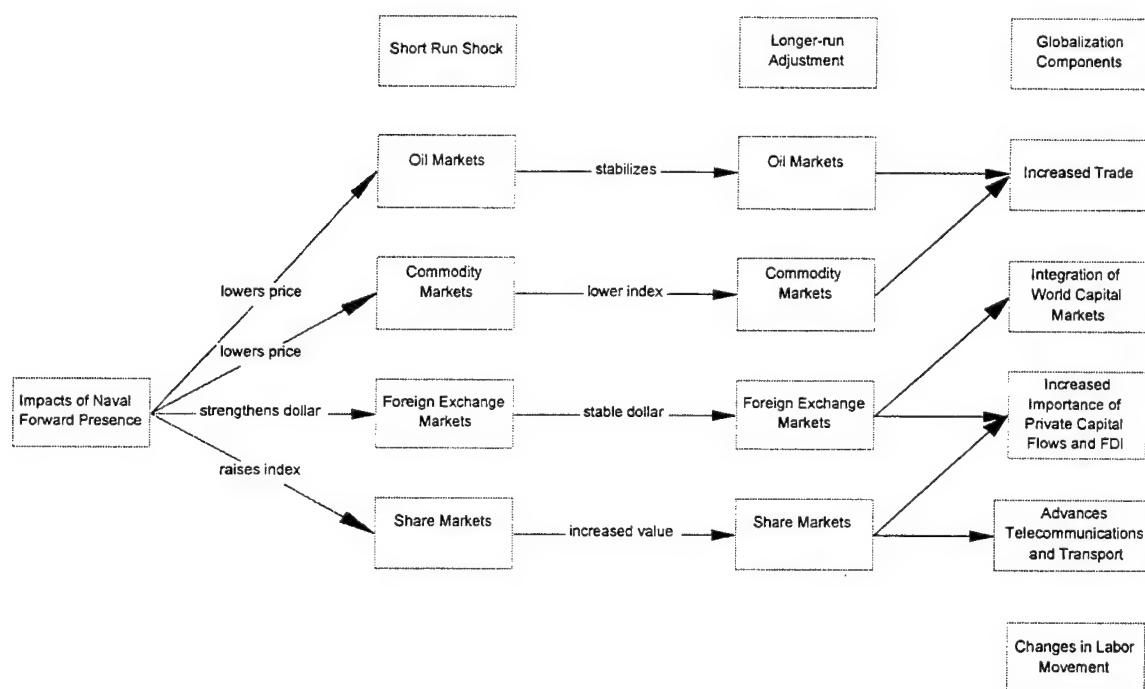 Short Run Shock
Longer-run
Adjustment
Globalization
Components
Oil Markets
stabilizes
Oil Markets
Increased Trade
lowers price
Commodity
Markets
lower index
Commodity
Markets
Integration of
World Capital
Markets
lowers price
Impacts of Naval
Forward Presence
strengthens dollar
Foreign Exchange
Markets
stable dollar
Foreign Exchange
Markets
Increased
Importance of
Private Capital
Flows and FDI
raises index
Share Markets
increased value
Share Markets
Advances
Telecommunications
and Transport
Changes in Labor
Movement